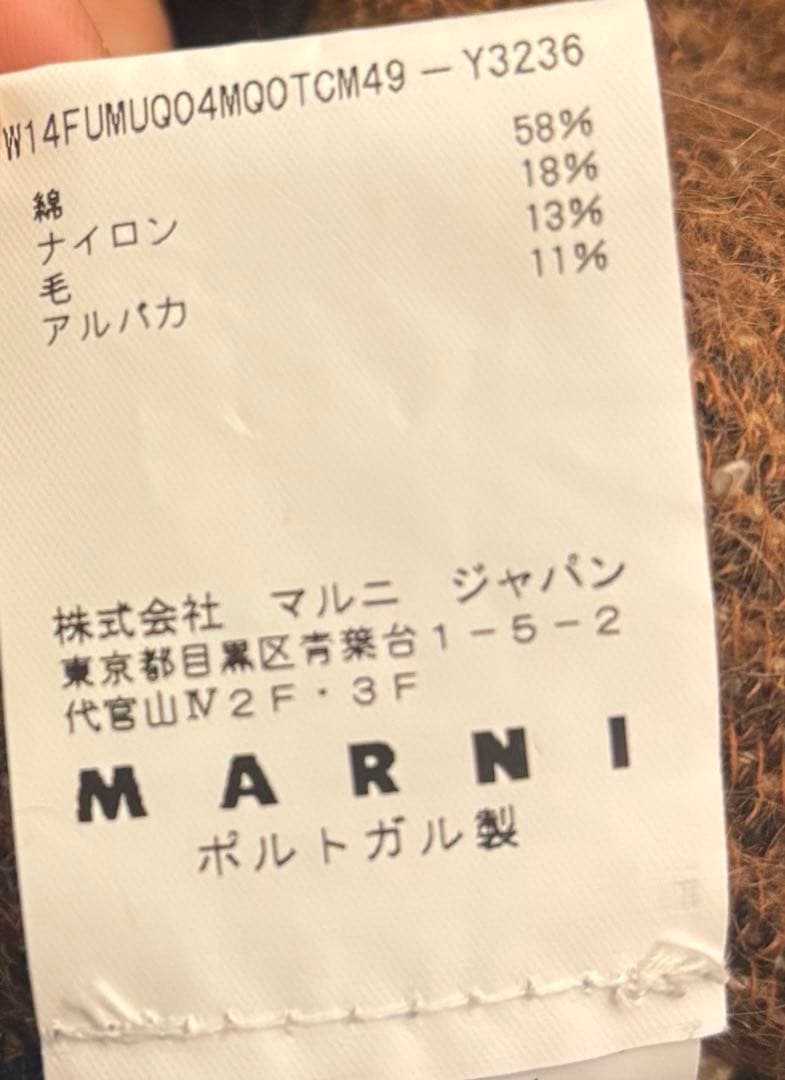 W14FUMUQ04MQ0TCM49-Y3236
綿 58%
ナイロン 18%
毛 13%
アルパカ 11%
株式会社 マルニ ジャパン
東京都目黒区青葉台1-5-2
代官山Ⅳ2F・3F
MARNI
ポルトガル製